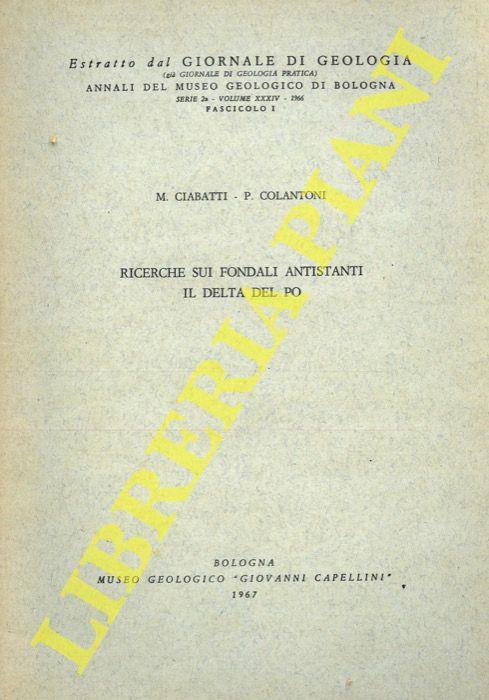 Estratto dal GIORNALE DI GEOLOGIA
(già GIORNALE DI GEOLOGIA PRATICA)
ANNALI DEL MUSEO GEOLOGICO DI BOLOGNA
SERIE 2a - VOLUME XXXIV - 1966
FASCICOLO I
M. CIABATTI - P. COLANTONI
RICERCHE SUI FONDALI ANTISTANTI
IL DELTA DEL PO
BOLOGNA
MUSEO GEOLOGICO "GIOVANNI CAPELLINI"
1967
LIBRERIA PIANI